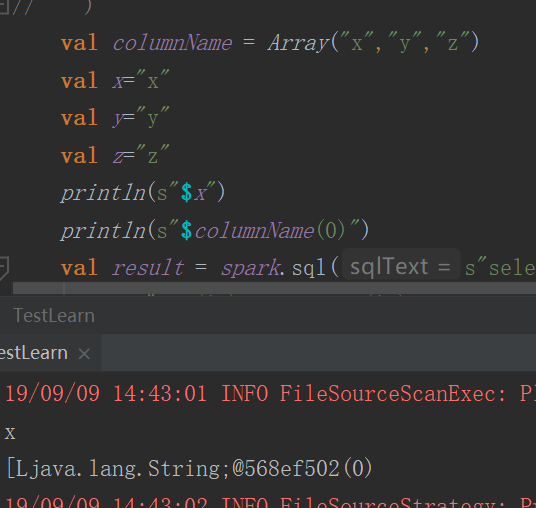 //    )
val columnName = Array("x","y","z")
val x="x"
val y="y"
val z="z"
println(s"$x")
println(s"$columnName(0)")
val result = spark.sql( sqlText = s"sele
TestLearn
estLearn ×
19/09/09 14:43:01 INFO FileSourceScanExec: Pl
x
[Ljava.lang.String;@568ef502(0)
19/09/09 14:43:02 INFO FileSourceStrategy: Pr